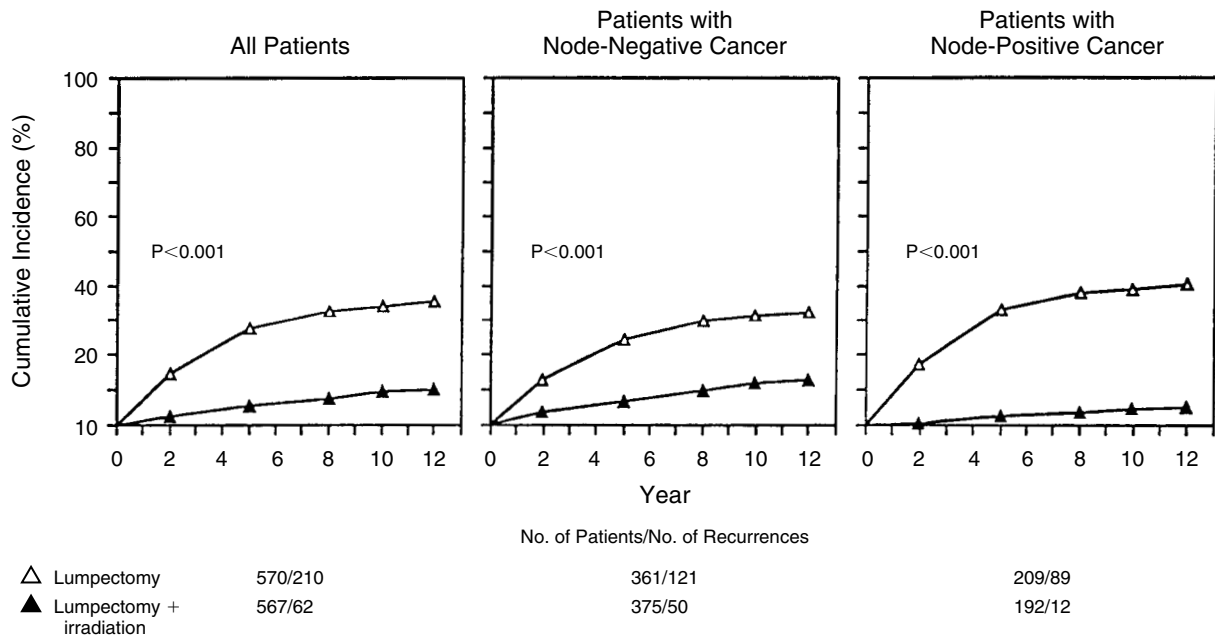 All Patients
Patients with
Node-Negative Cancer
Patients with
Node-Positive Cancer
Cumulative Incidence (%)
100
80
60
40
20
10
P<0.001
P<0.001
P<0.001
0 2 4 6 8 10 12
0 2 4 6 8 10 12
0 2 4 6 8 10 12
Year
No. of Patients/No. of Recurrences
Lumpectomy 570/210 361/121 209/89
Lumpectomy + 567/62 375/50 192/12
irradiation